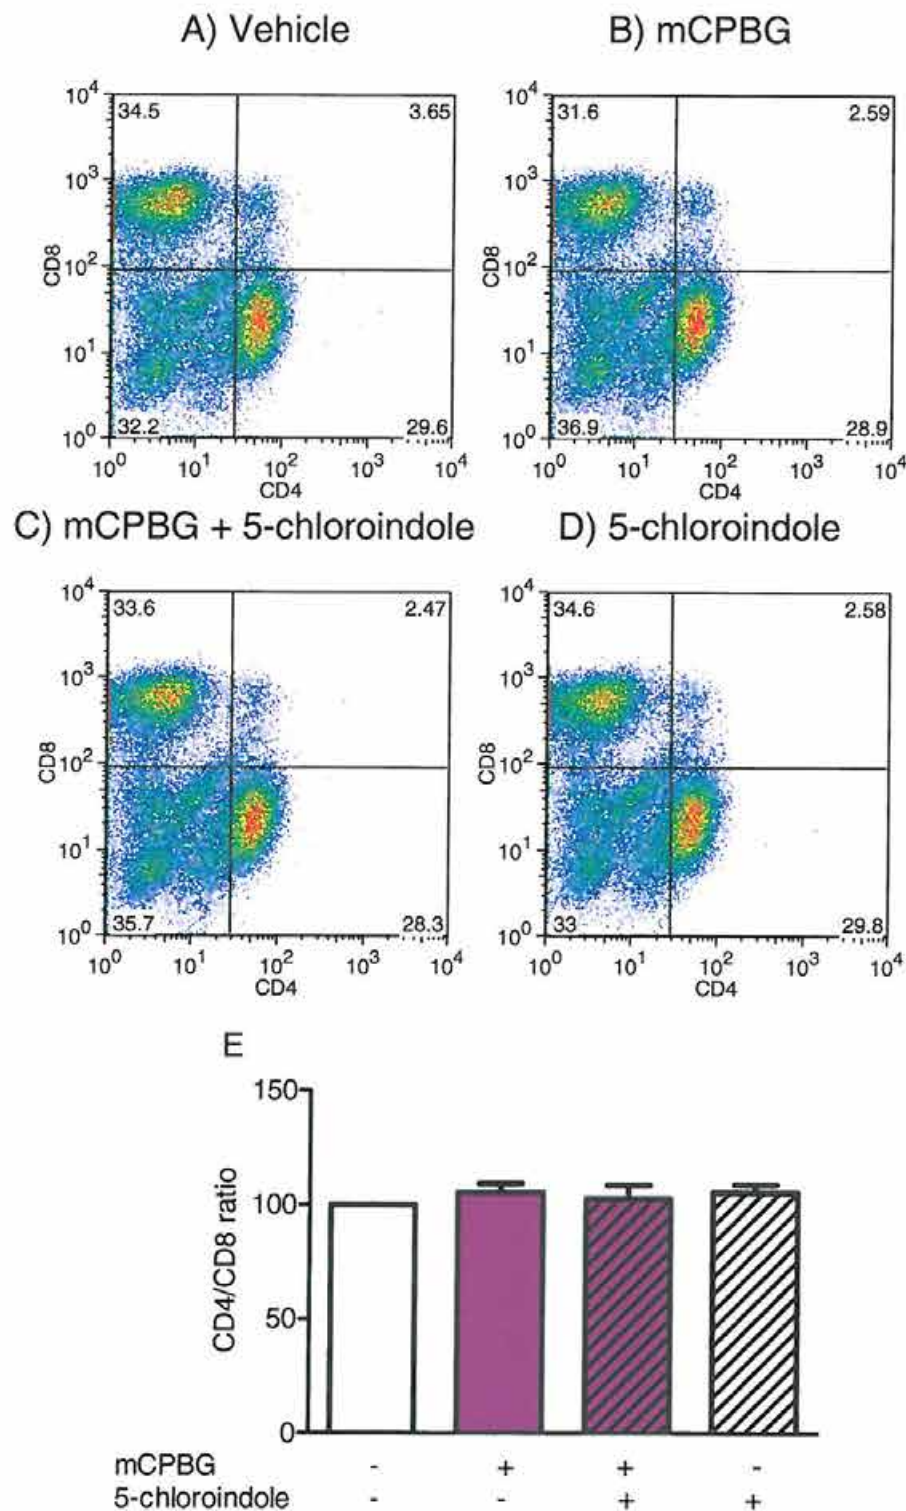 A) Vehicle
B) mCPBG
10⁴ 34.5 3.65
10⁴ 31.6 2.59
10³
10³
CD8
CD8
10²
10²
10¹
10¹
10⁰ 32.2 29.6
10⁰ 36.9 28.9
10⁰ 10¹ 10² 10³ 10⁴
10⁰ 10¹ 10² 10³ 10⁴
CD4
CD4
C) mCPBG + 5-chloroindole
D) 5-chloroindole
10⁴ 33.6 2.47
10⁴ 34.6 2.58
10³
10³
CD8
CD8
10²
10²
10¹
10¹
10⁰ 35.7 28.3
10⁰ 33 29.8
10⁰ 10¹ 10² 10³ 10⁴
10⁰ 10¹ 10² 10³ 10⁴
CD4
CD4
E
150
CD4/CD8 ratio
100
50
0
mCPBG - + + -
5-chloroindole - - + +